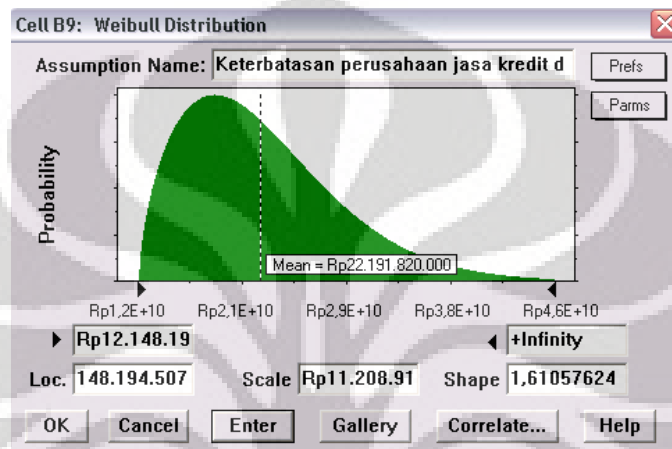 Cell B9: Weibull Distribution
Assumption Name: Keterbatasan perusahaan jasa kredit d
Prefs
Parms
Probability
Mean = Rp22.191.820.000
Rp1,2E+10 Rp2,1E+10 Rp2,9E+10 Rp3,8E+10 Rp4,6E+10
Rp12.148.19 +Infinity
Loc. 148.194.507 Scale Rp11.208.91 Shape 1,61057624
OK Cancel Enter Gallery Correlate... Help